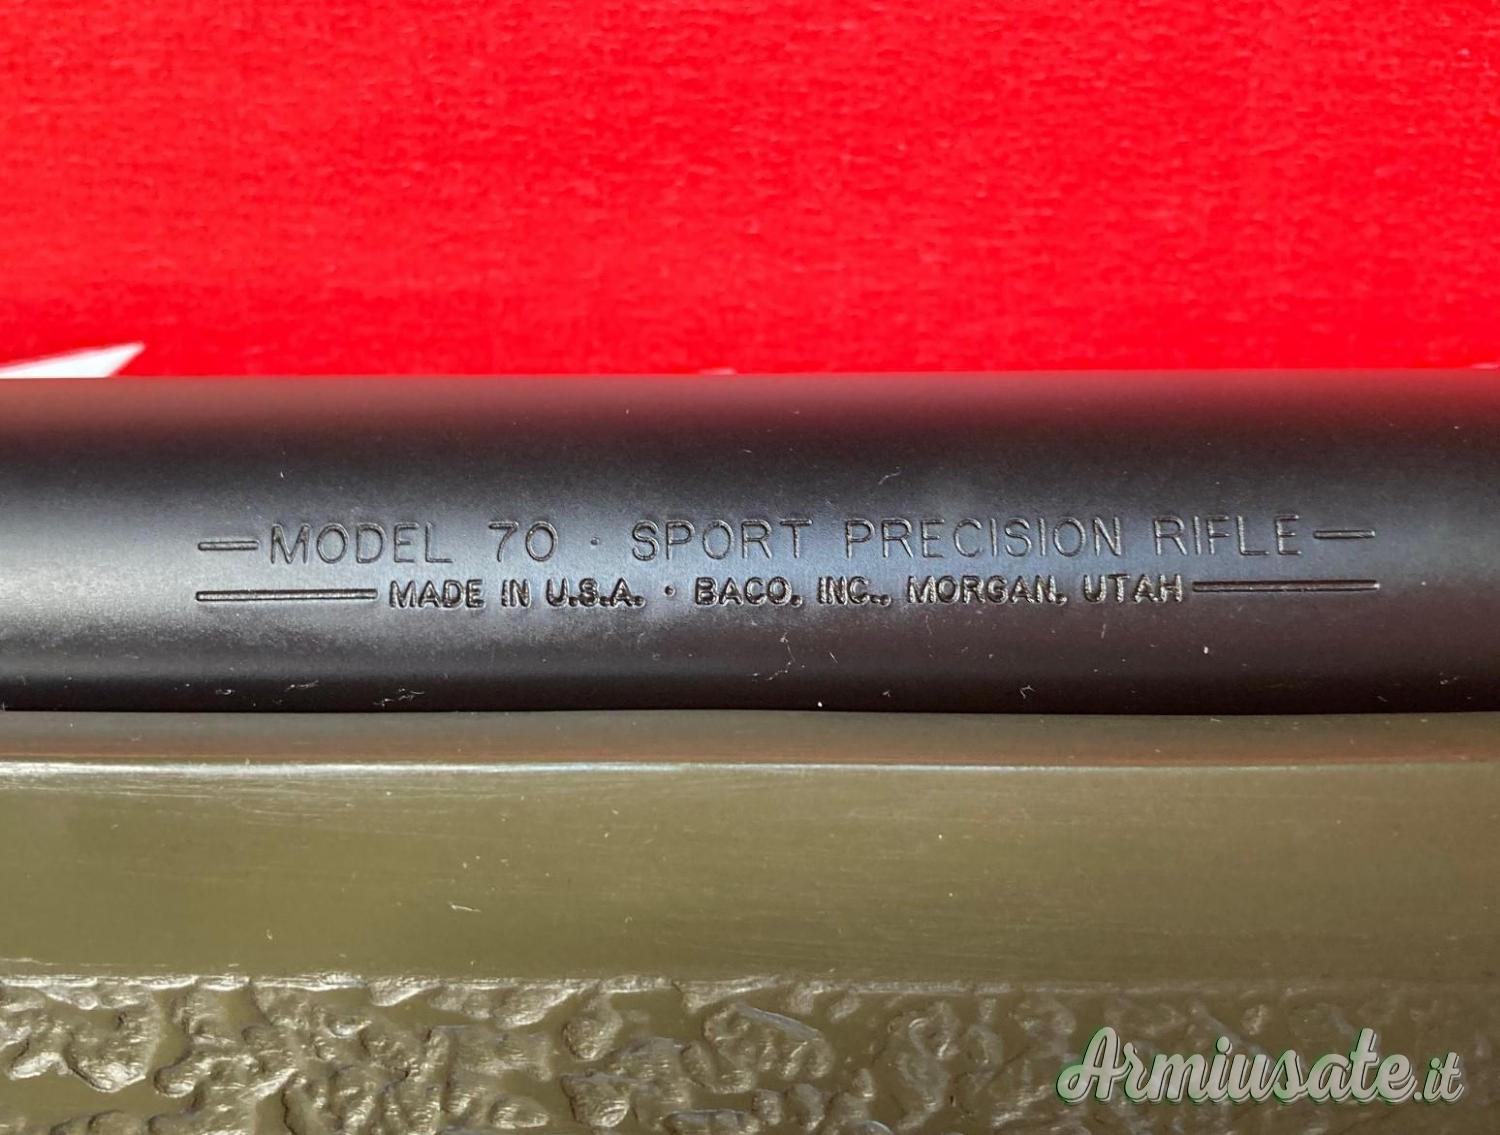 MODEL 70 · SPORT PRECISION RIFLE
MADE IN U.S.A. · BACO, INC., MORGAN, UTAH
Armiusate.it